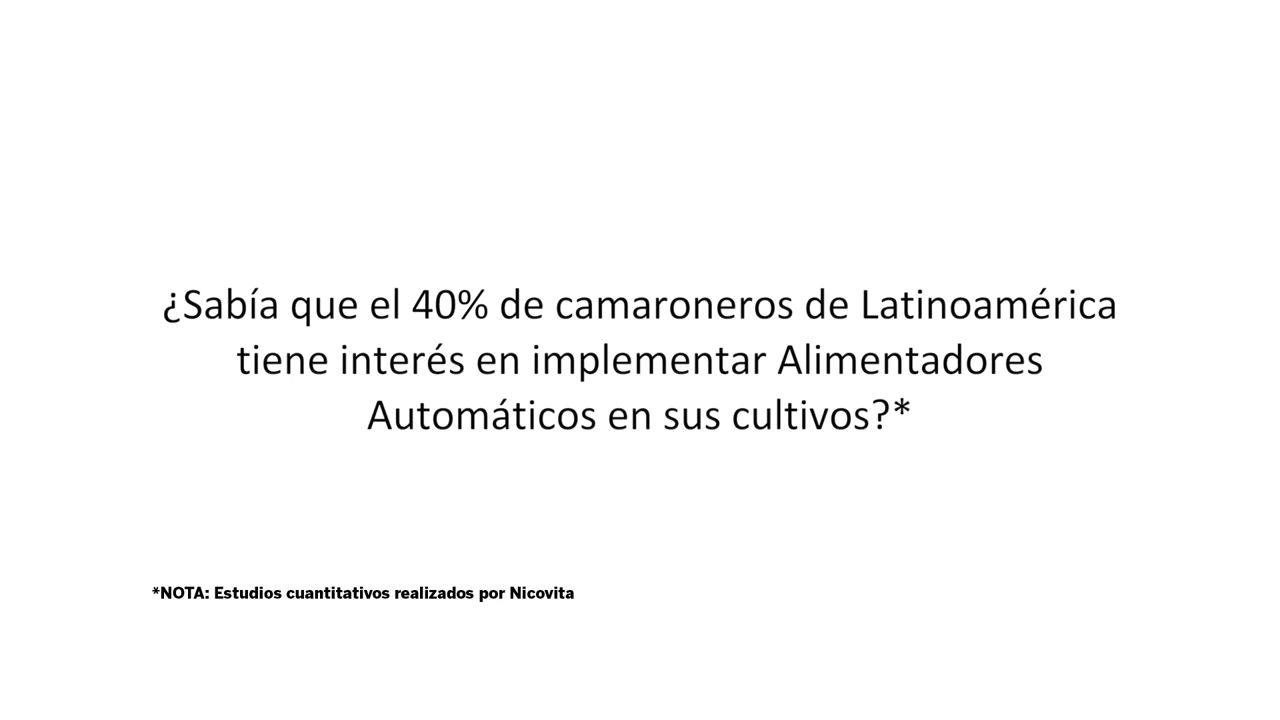 ¿Sabía que el 40% de camaroneros de Latinoamérica
tiene interés en implementar Alimentadores
Automáticos en sus cultivos?*
*NOTA: Estudios cuantitativos realizados por Nicovita